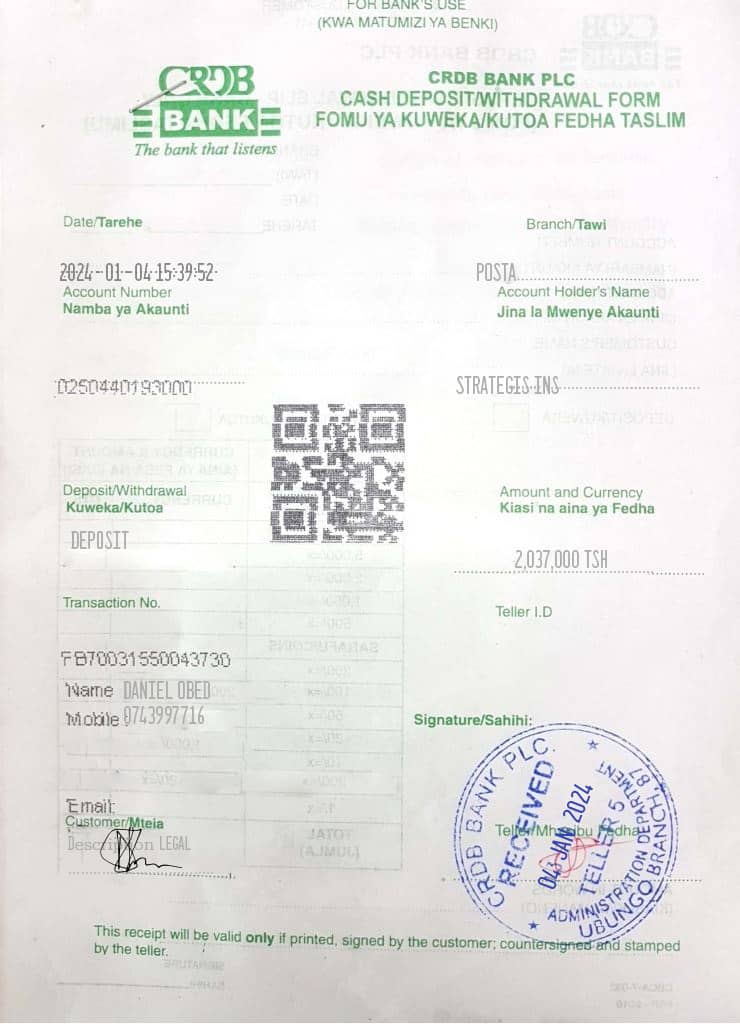 FOR BANK'S USE
(KWA MATUMIZI YA BENKI)
CRDB
BANK
The bank that listens
CRDB BANK PLC
CASH DEPOSIT/WITHDRAWAL FORM
FOMU YA KUWEKA/KUTOA FEDHA TASLIM
Date/Tarehe
Branch/Tawi
2024-01-04 15:39:52
POSTA
Account Number
Namba ya Akaunti
Account Holder's Name
Jina la Mwenye Akaunti
0250440193000
STRATEGIS INS
Deposit/Withdrawal
Kuweka/Kutoa
Amount and Currency
Kiasi na aina ya Fedha
DEPOSIT
2,037,000 TSH
Transaction No.
Teller I.D
FB70031550043730
Name DANIEL OBED
Mobile 0743997716
Signature/Sahihi:
Email:
Customer/Mteia
Description LEGAL
Teller/Mhasibu Fedha
CRDB BANK PLC.
RECEIVED
04 JAN 2024
TELLER 5
ADMINISTRATION DEPARTMENT
UBUNGO BRANCH, 87
This receipt will be valid only if printed, signed by the customer; countersigned and stamped
by the teller.